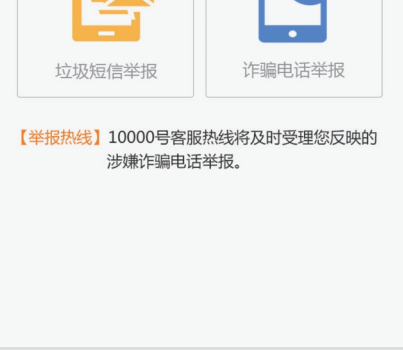 垃圾短信举报
诈骗电话举报
【举报热线】10000号客服热线将及时受理您反映的
涉嫌诈骗电话举报。